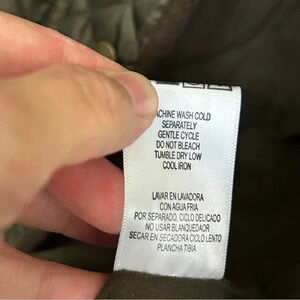 ACHINE WASH COLD
SEPARATELY
GENTLE CYCLE
DO NOT BLEACH
TUMBLE DRY LOW
COOL IRON
LAVAR EN LAVADORA
CON AGUA FRIA
POR SEPARADO, CICLO DELICADO
NO USAR BLANQUEADOR
SECAR EN SECADORA CICLO LENTO
PLANCHA TIBIA